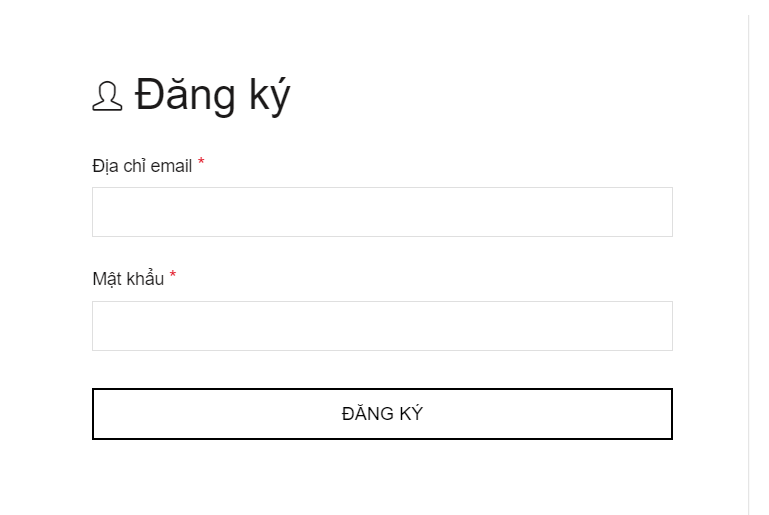 Đăng ký
Địa chỉ email *
Mật khẩu *
ĐĂNG KÝ